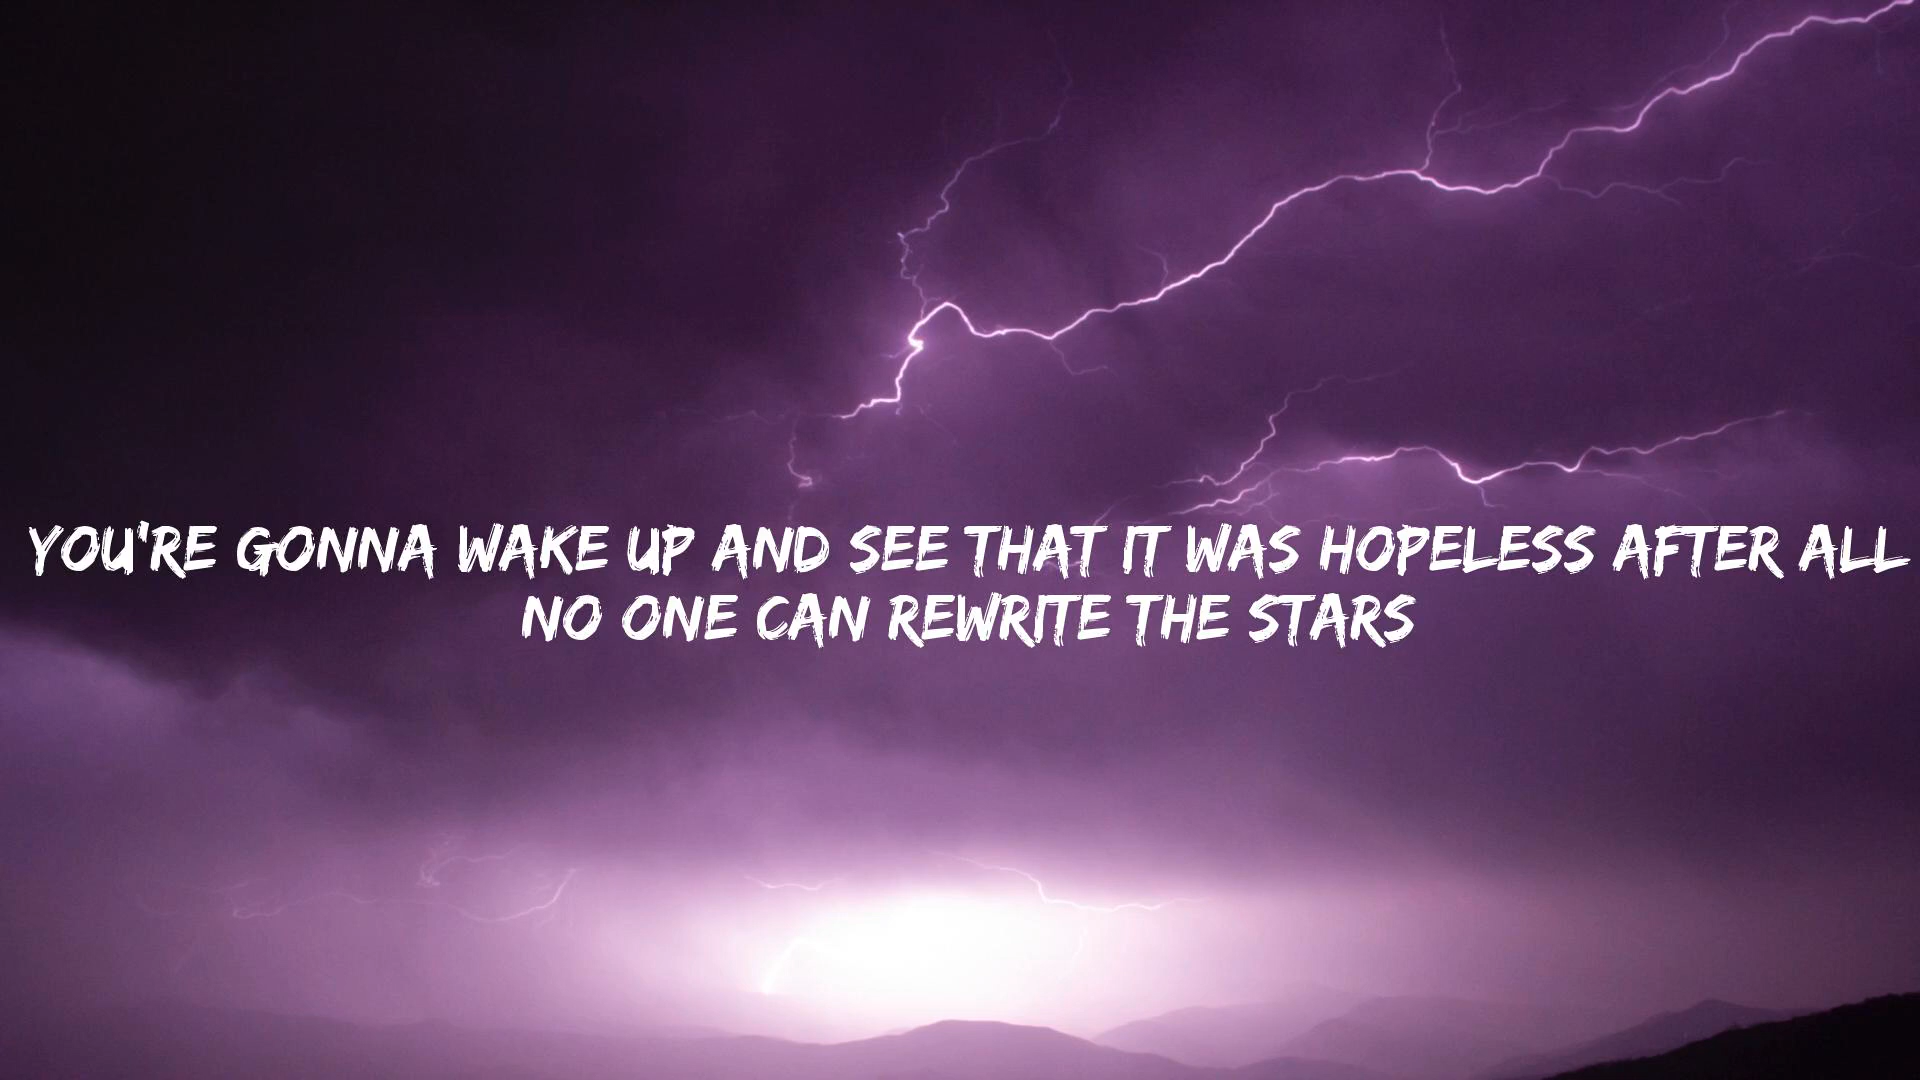 YOU'RE GONNA WAKE UP AND SEE THAT IT WAS HOPELESS AFTER ALL
NO ONE CAN REWRITE THE STARS